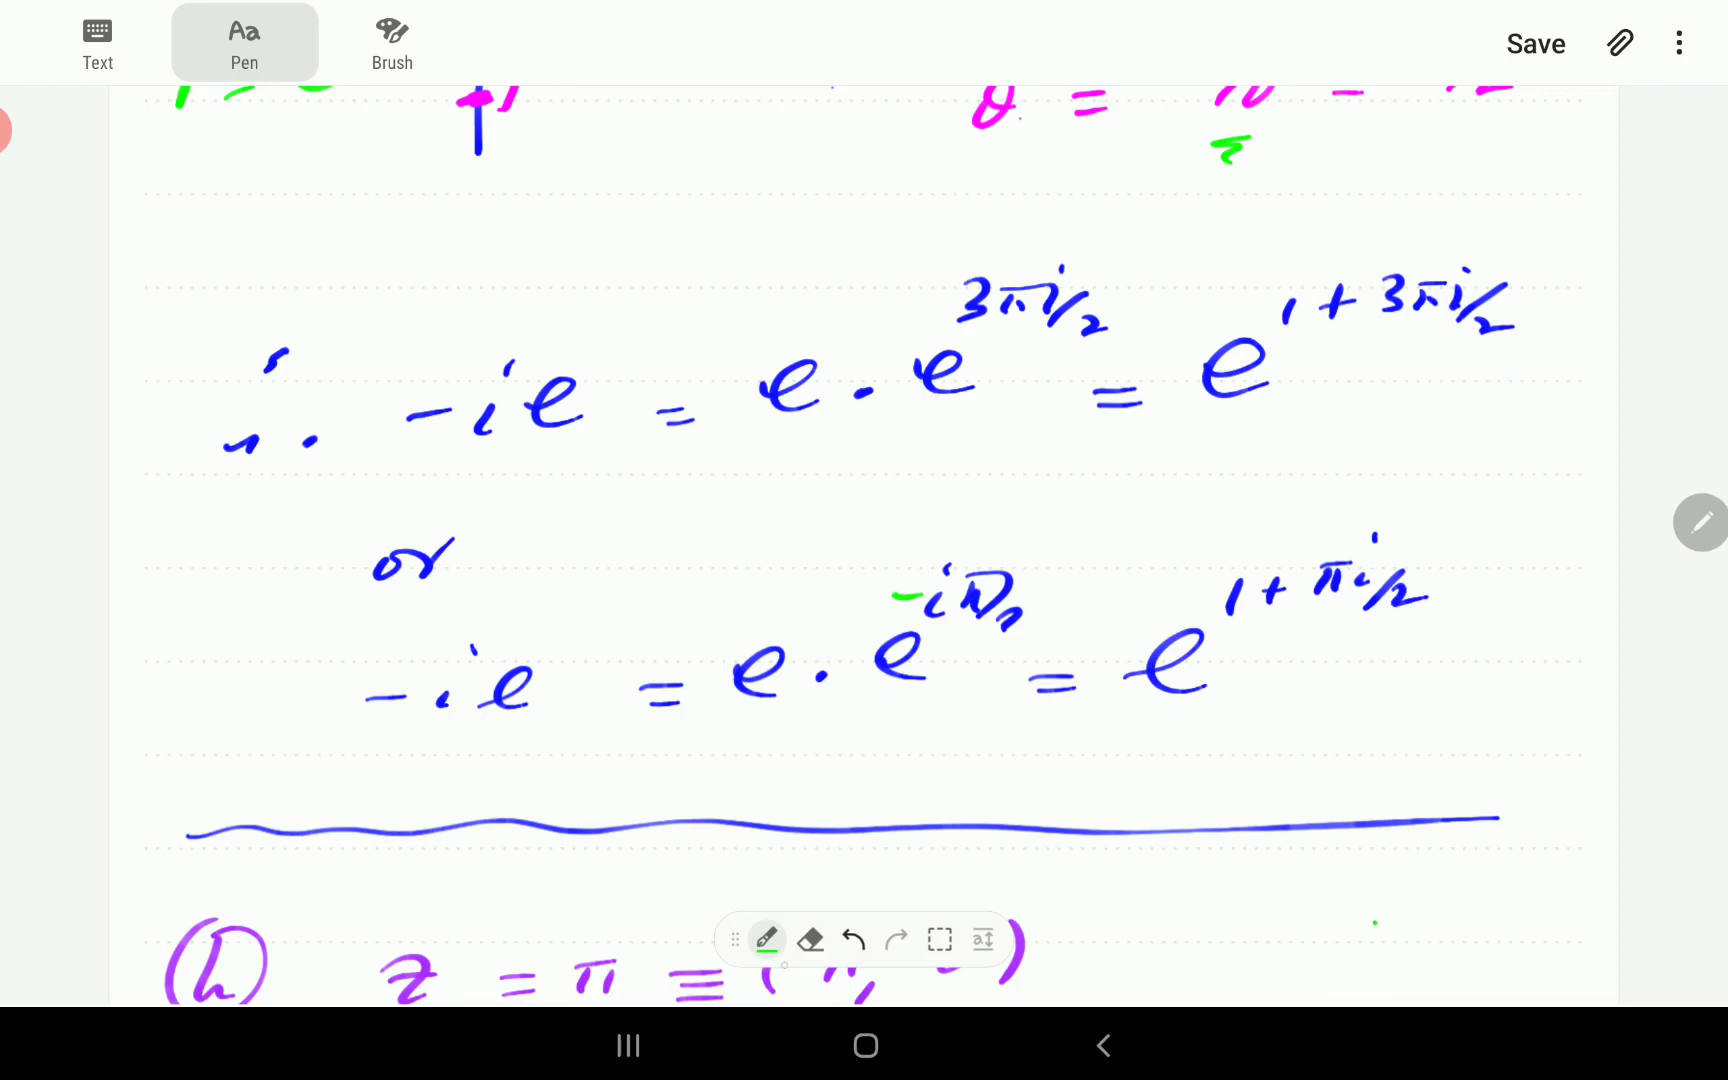 Text Pen Brush Save
θ =
∴ -ie = e · e^{3πi/2} = e^{1 + 3πi/2}
or
-ie = e · e^{-iπ/2} = e^{1 + πi/2}
(h) z = π ≡ (π, )